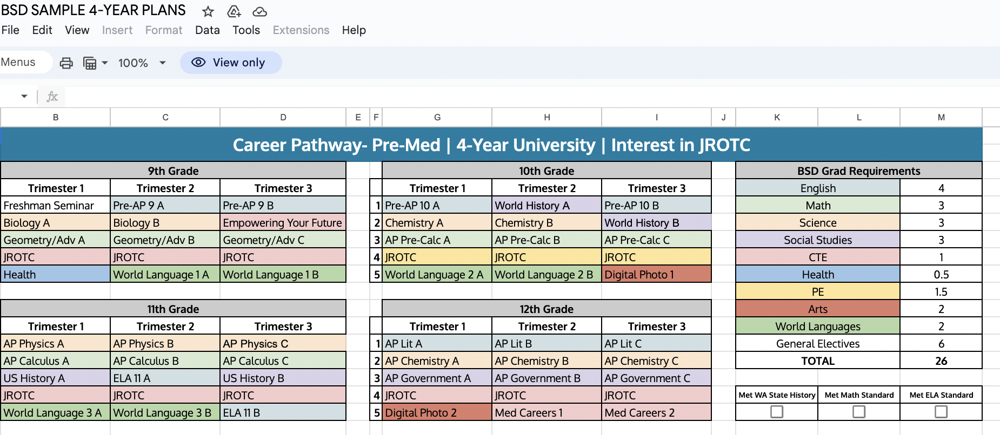 BSD SAMPLE 4-YEAR PLANS
File Edit View Insert Format Data Tools Extensions Help
Menus 100% View only
fx
B C D E F G H I J K L M
Career Pathway- Pre-Med | 4-Year University | Interest in JROTC
9th Grade 10th Grade BSD Grad Requirements
Trimester 1 Trimester 2 Trimester 3 Trimester 1 Trimester 2 Trimester 3 English 4
Freshman Seminar Pre-AP 9 A Pre-AP 9 B 1 Pre-AP 10 A World History A Pre-AP 10 B Math 3
Biology A Biology B Empowering Your Future 2 Chemistry A Chemistry B World History B Science 3
Geometry/Adv A Geometry/Adv B Geometry/Adv C 3 AP Pre-Calc A AP Pre-Calc B AP Pre-Calc C Social Studies 3
JROTC JROTC JROTC 4 JROTC JROTC JROTC CTE 1
Health World Language 1 A World Language 1 B 5 World Language 2 A World Language 2 B Digital Photo 1 Health 0.5
PE 1.5
11th Grade 12th Grade Arts 2
Trimester 1 Trimester 2 Trimester 3 Trimester 1 Trimester 2 Trimester 3 World Languages 2
AP Physics A AP Physics B AP Physics C 1 AP Lit A AP Lit B AP Lit C General Electives 6
AP Calculus A AP Calculus B AP Calculus C 2 AP Chemistry A AP Chemistry B AP Chemistry C TOTAL 26
US History A ELA 11 A US History B 3 AP Government A AP Government B AP Government C
JROTC JROTC JROTC 4 JROTC JROTC JROTC Met WA State History Met Math Standard Met ELA Standard
World Language 3 A World Language 3 B ELA 11 B 5 Digital Photo 2 Med Careers 1 Med Careers 2